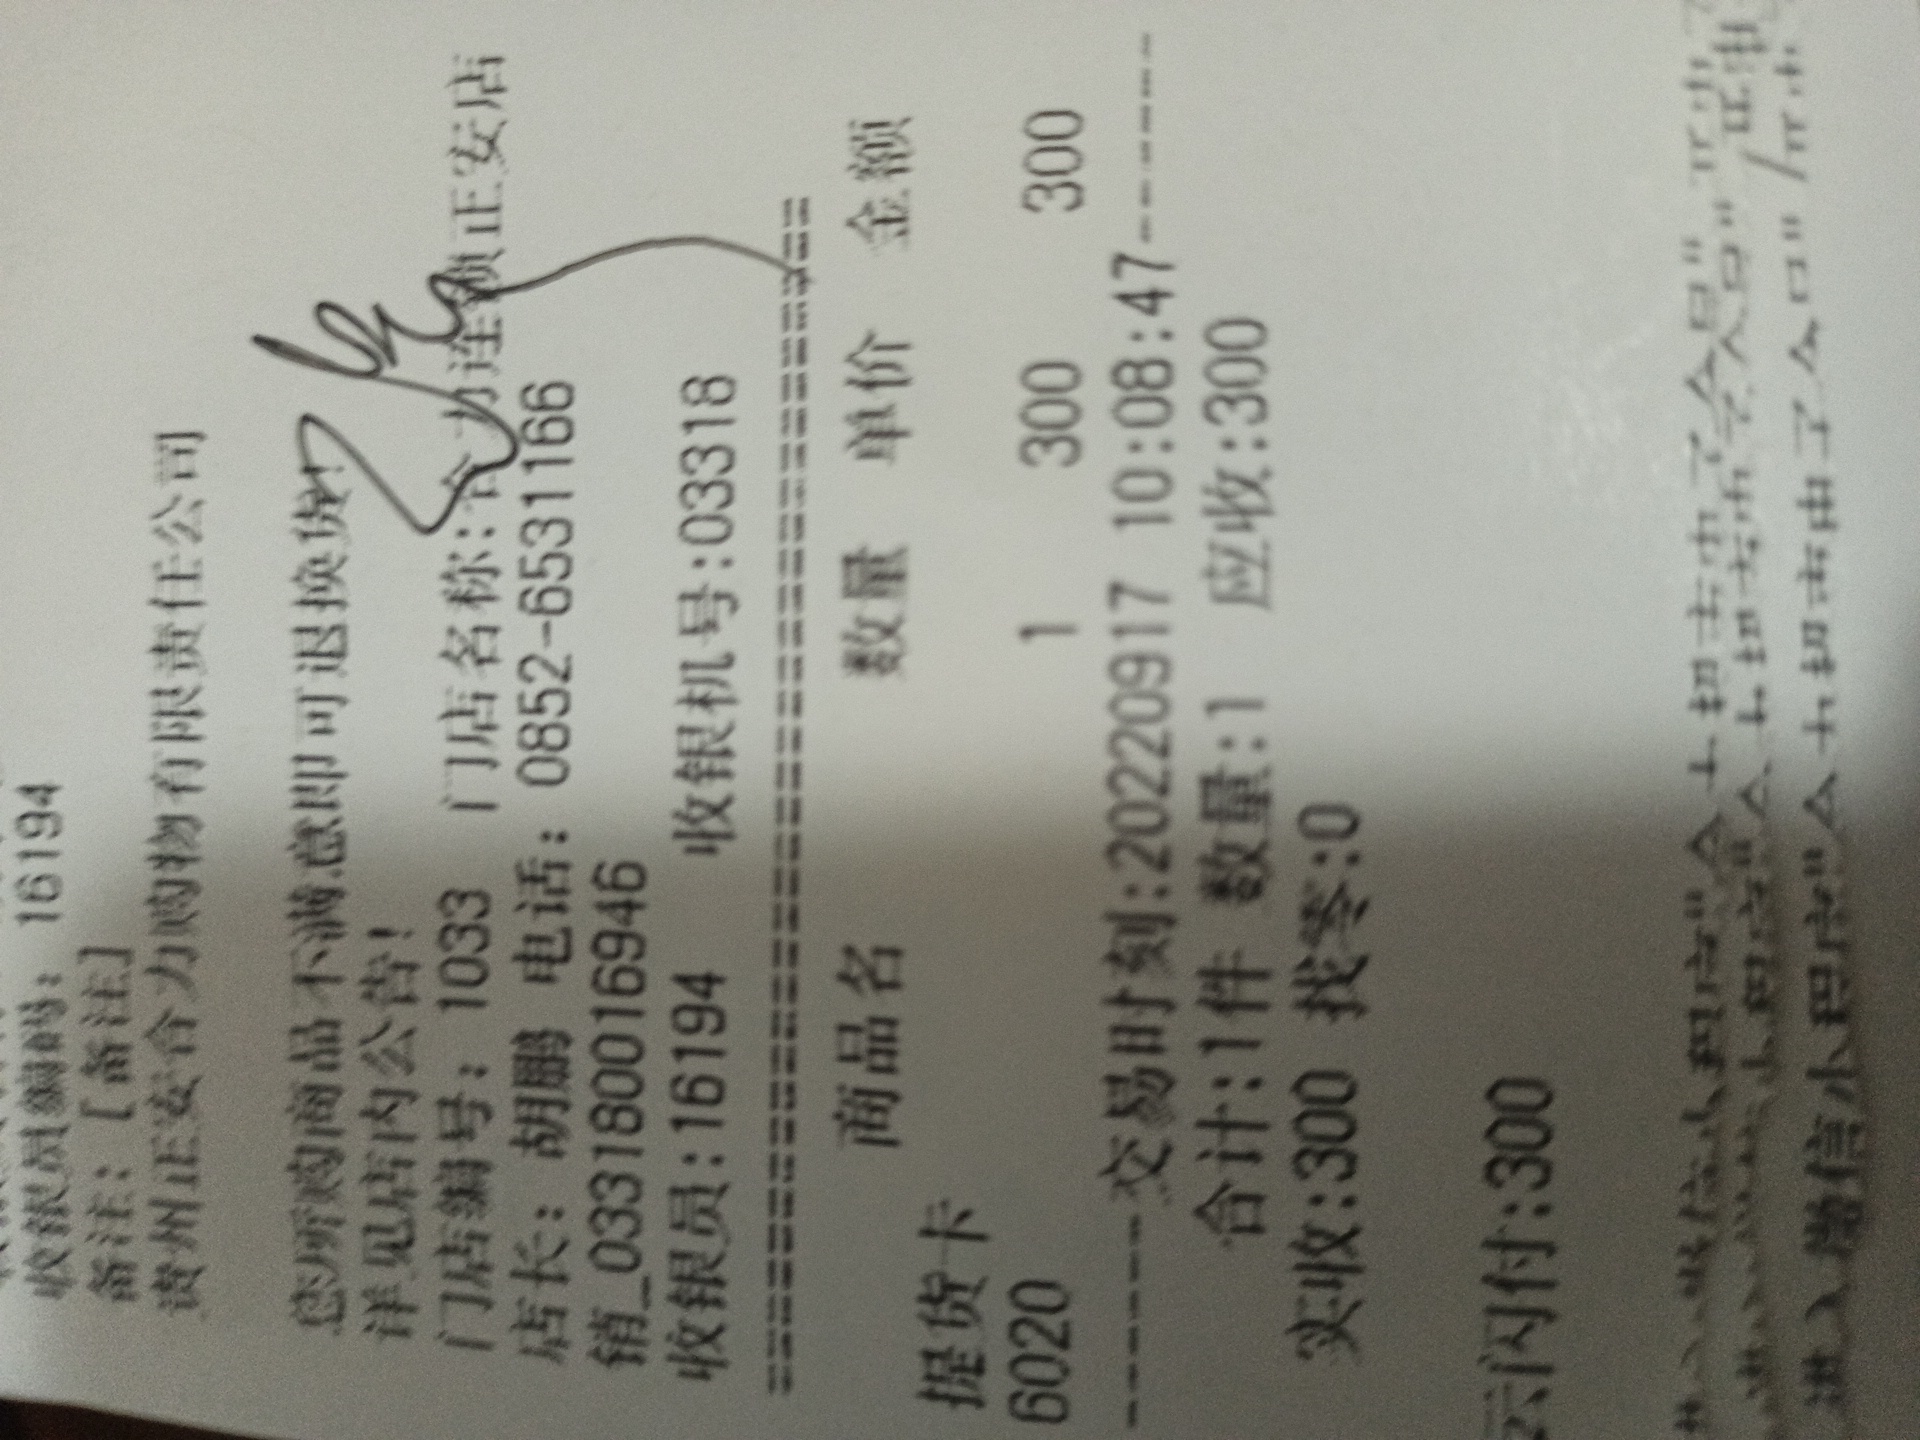 收银员编码: 16194
备注: [备注]
贵州正安合力购物有限责任公司
您所购商品不满意即可退换货!
详见店内公告!
门店编号: 1033 门店名称:合力连锁正安店
店长: 胡鹏 电话: 0852-6531166
销_0331800016946
收银员:16194 收银机号:03318
==========================================
商品名 数量 单价 金额
提货卡
6020 1 300 300
------交易时刻:20220917 10:08:47------
合计:1件 数量:1 应收:300
实收:300 找零:0
云闪付:300